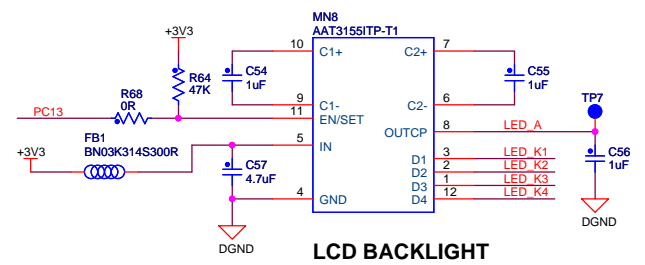 MN8
AAT3155ITP-T1
+3V3
10
C1+
C2+
7
C54
1uF
C55
1uF
R64
47K
R68
0R
PC13
9
C1-
C2-
6
TP7
11
EN/SET
OUTCP
8
LED_A
FB1
BN03K314S300R
+3V3
5
IN
C56
1uF
D1
3
LED_K1
D2
2
LED_K2
D3
1
LED_K3
D4
12
LED_K4
C57
4.7uF
4
GND
DGND
DGND
LCD BACKLIGHT